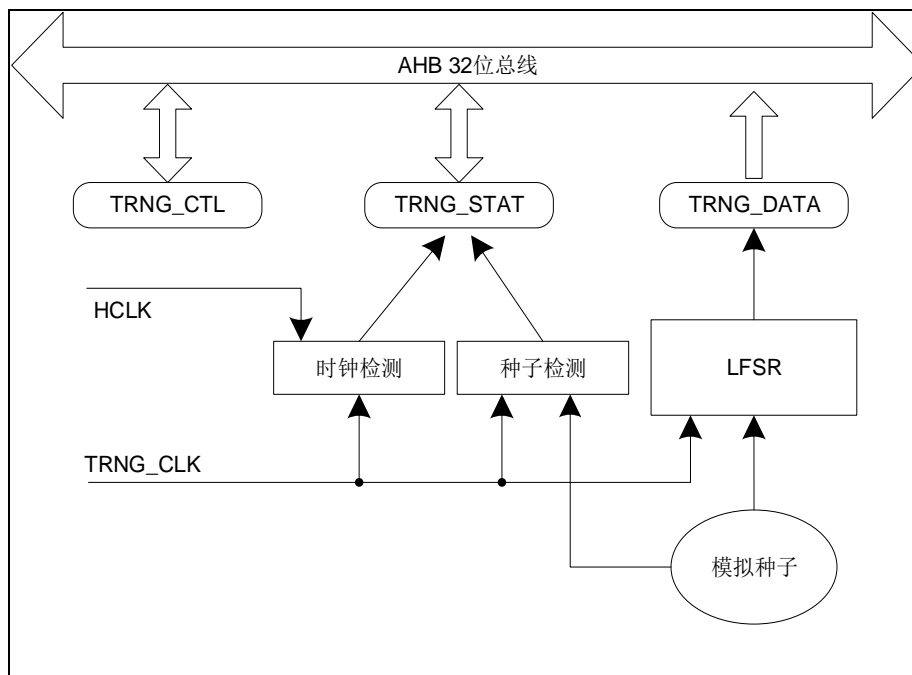 AHB 32位总线
TRNG_CTL
TRNG_STAT
TRNG_DATA
HCLK
时钟检测
种子检测
LFSR
TRNG_CLK
模拟种子